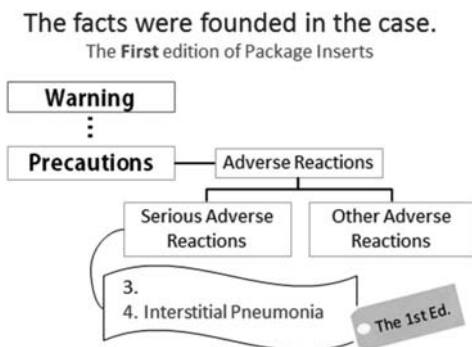 The facts were founded in the case.
The First edition of Package Inserts
Warning
Precautions
Adverse Reactions
Serious Adverse
Reactions
Other Adverse
Reactions
3.
4. Interstitial Pneumonia
The 1st Ed.